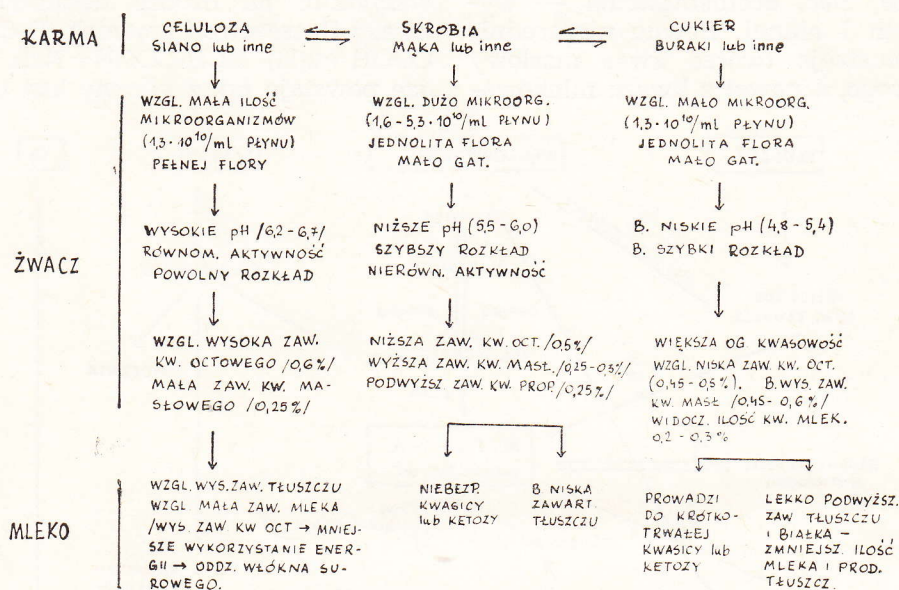 KARMA
CELULOZA
SIANO lub INNE
SKROBIA
MĄKA lub inne
CUKIER
BURAKI lub inne
ŻWACZ
WZGL. MAŁA ILOŚĆ
MIKROORGANIZMÓW
(1,3·10¹⁰/ml PŁYNU)
PEŁNEJ FLORY
WZGL. DUŻO MIKROORG.
(1,6-5,3·10¹⁰/ml PŁYNU)
JEDNOLITA FLORA
MAŁO GAT.
WZGL. MAŁO MIKROORG.
(1,3·10¹⁰/ml PŁYNU)
JEDNOLITA FLORA
MAŁO GAT.
WYSOKIE pH /6,2-6,7/
RÓWNOM. AKTYWNOŚĆ
POWOLNY ROZKŁAD
NIŻSZE pH (5,5-6,0)
SZYBSZY ROZKŁAD
NIERÓWN. AKTYWNOŚĆ
B. NISKIE pH (4,8-5,4)
B. SZYBKI ROZKŁAD
WZGL. WYSOKA ZAW.
KW. OCTOWEGO /0,6%/
MAŁA ZAW. KW. MA-
SŁOWEGO /0,25%/
NIŻSZA ZAW. KW. OCT. /0,5%/
WYŻSZA ZAW. KW. MASŁ. /0,25-0,3%/
PODWYŻSZ. ZAW. KW. PROP. /0,25%/
WIĘKSZA OG KWASOWOŚĆ
WZGL. NISKA ZAW. KW. OCT.
(0,45-0,5%). B. WYS. ZAW.
KW. MASŁ /0,45-0,6%/
WIDOCZ. ILOŚĆ KW. MLEK.
0,2-0,3%
MLEKO
WZGL. WYS. ZAW. TŁUSZCZU
WZGL. MAŁA ZAW. MLEKA
/WYS. ZAW KW OCT → MNIEJ-
SZE WYKORZYSTANIE ENER-
GII → ODDZ. WŁÓKNA SU-
ROWEGO.
NIEBEZP.
KWASICY
lub KETOZY
B NISKA
ZAWART.
TŁUSZCZU
PROWADZI
DO KRÓTKO-
TRWAŁEJ
KWASICY lub
KETOZY
LEKKO PODWYŻSZ.
ZAW TŁUSZCZU
I BIAŁKA -
ZMNIEJSZ. ILOŚĆ
MLEKA I PROD.
TŁUSZCZ.